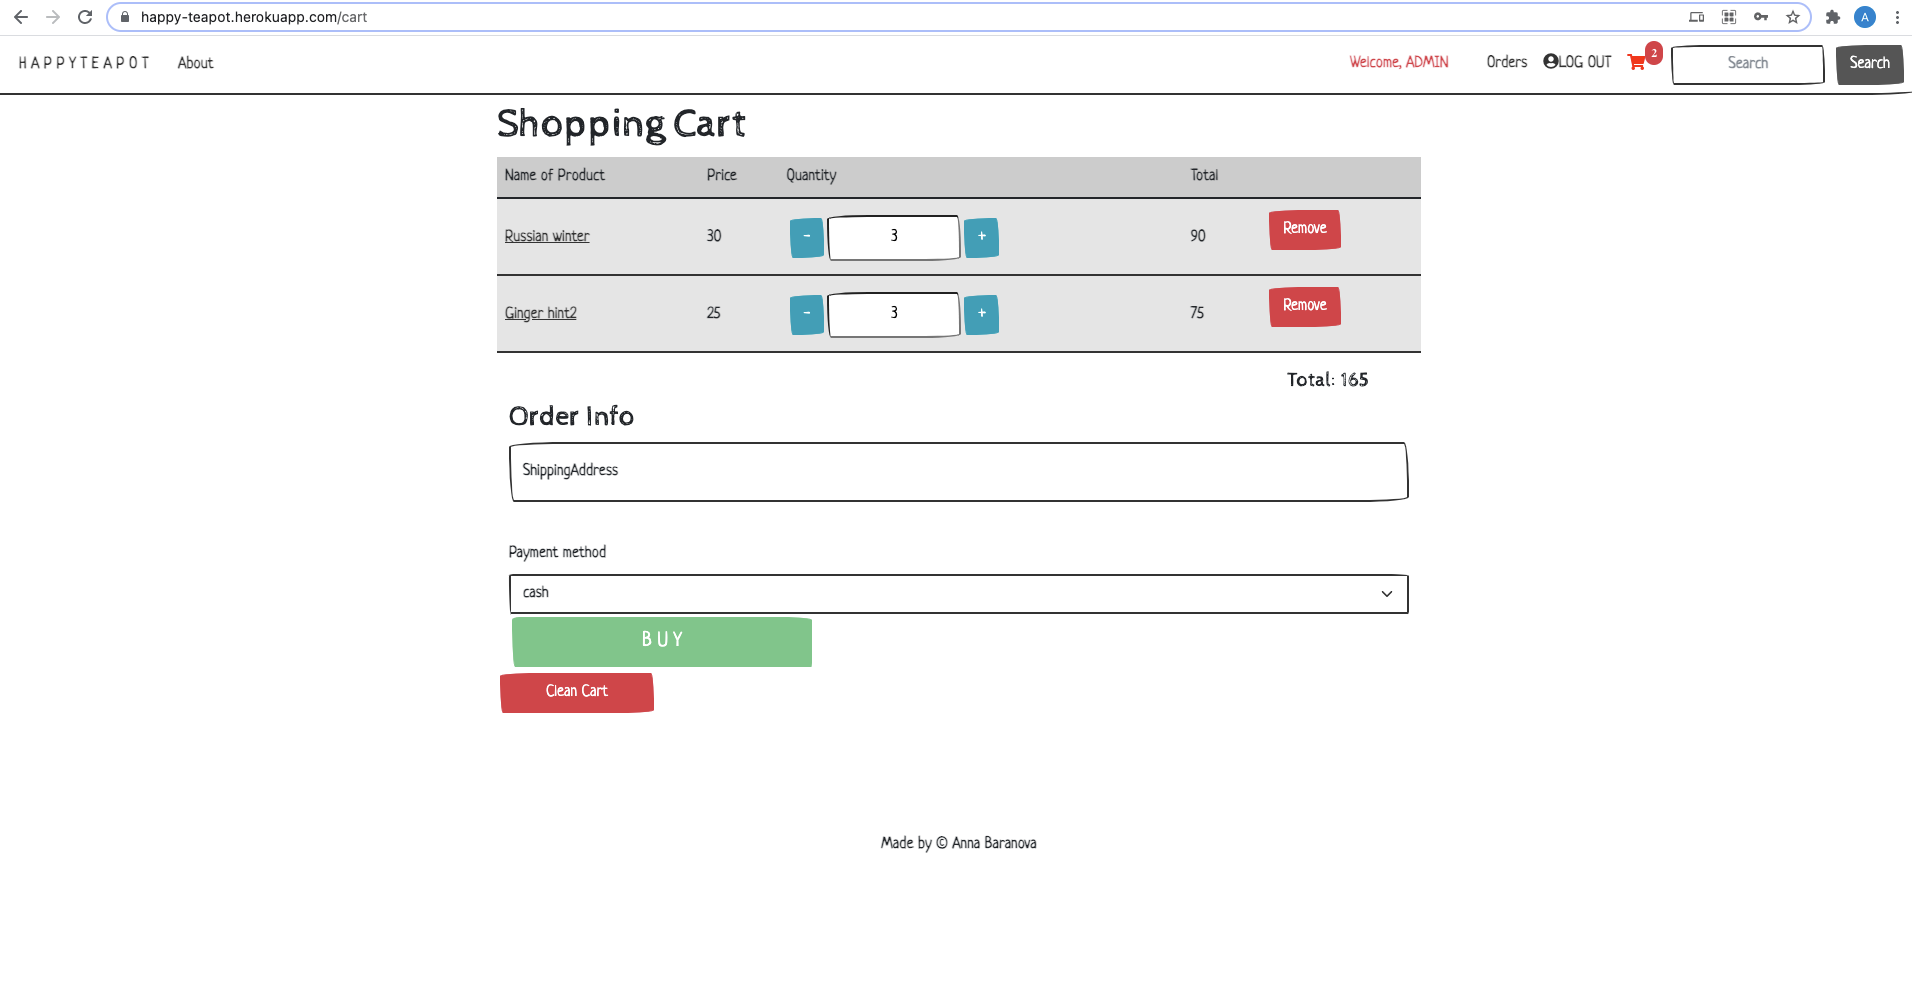 happy-teapot.herokuapp.com/cart
A
HAPPYTEAPOT About Welcome, ADMIN Orders LOG OUT 2 Search Search
Shopping Cart
Name of Product Price Quantity Total
Russian winter 30 - 3 + 90 Remove
Ginger hint2 25 - 3 + 75 Remove
Total: 165
Order Info
ShippingAddress
Payment method
cash
BUY
Clean Cart
Made by © Anna Baranova